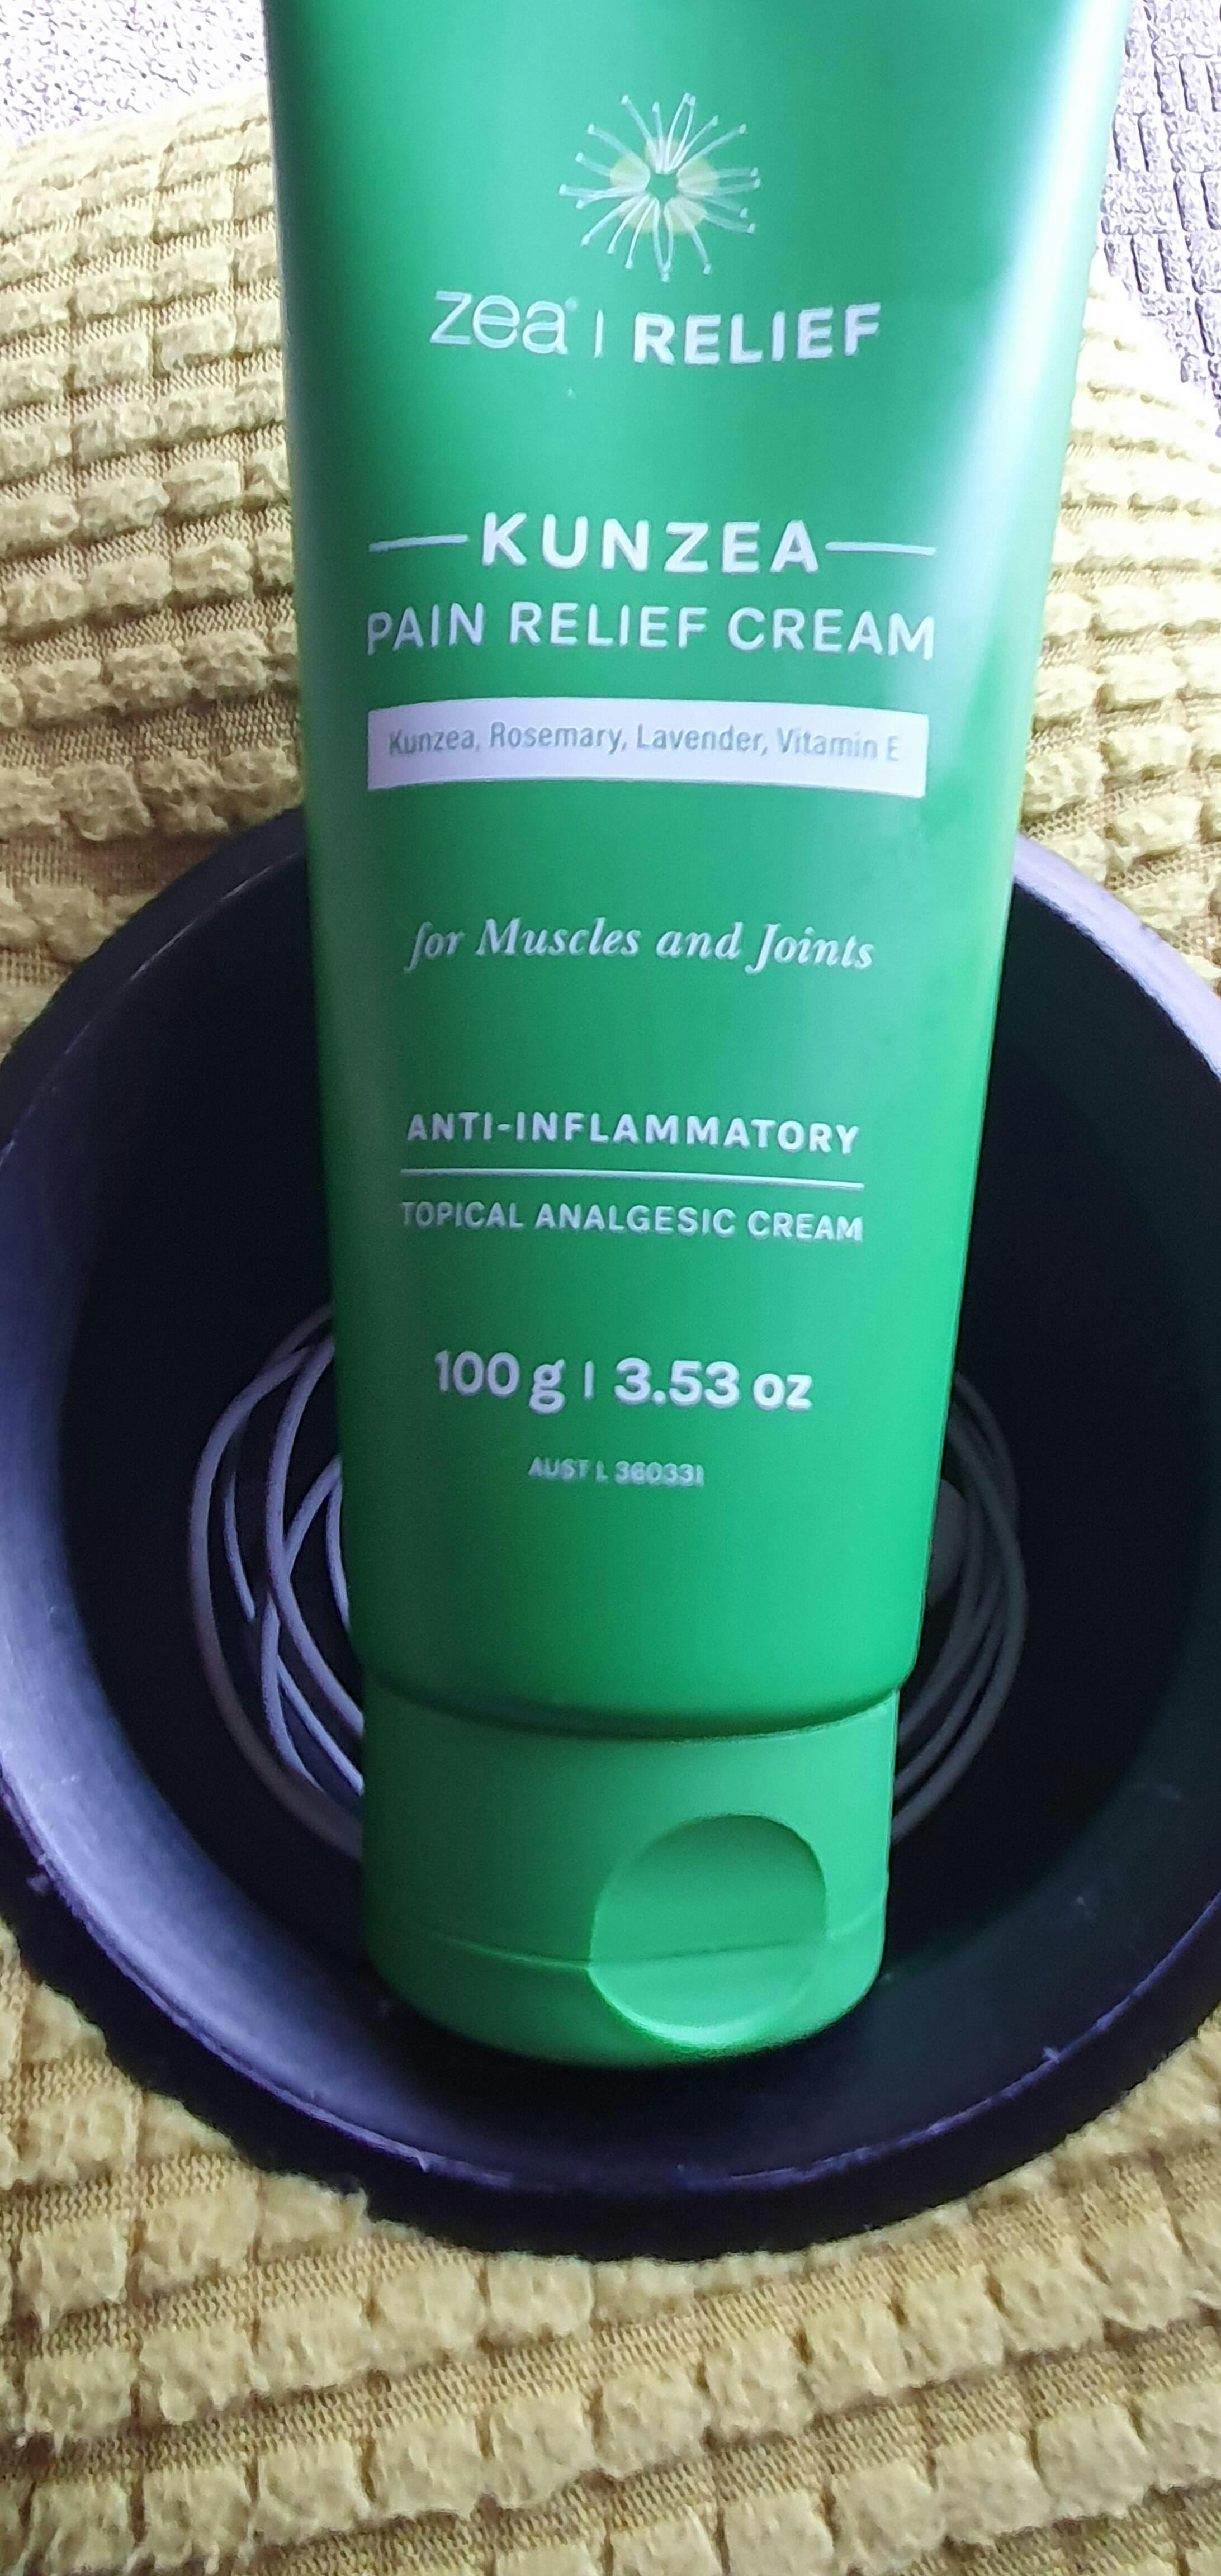 zea® | RELIEF
KUNZEA
PAIN RELIEF CREAM
Kunzea, Rosemary, Lavender, Vitamin E
for Muscles and Joints
ANTI-INFLAMMATORY
TOPICAL ANALGESIC CREAM
100 g | 3.53 oz
AUST L 360331